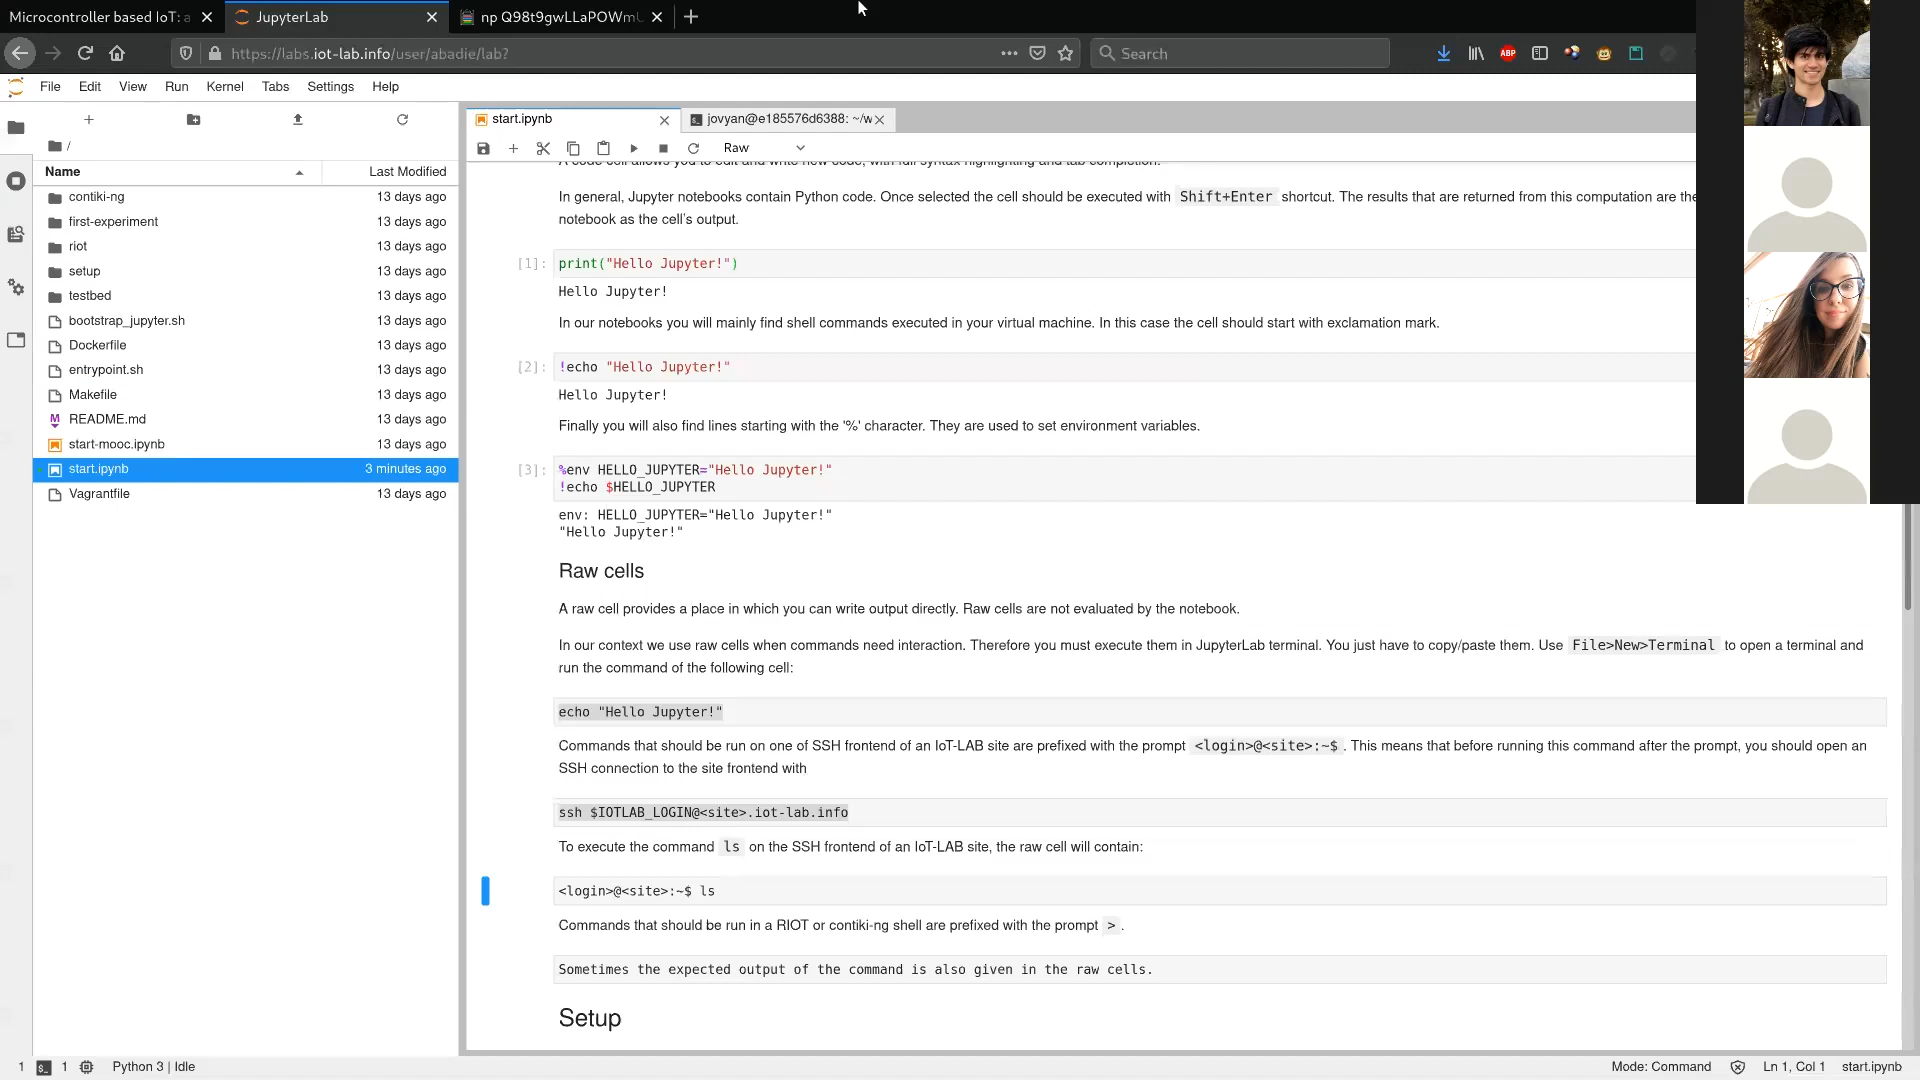 Microcontroller based IoT: a
JupyterLab
np Q98t9gwLLaPOWmU
https://labs.iot-lab.info/user/abadie/lab?
Search
ABP
File Edit View Run Kernel Tabs Settings Help
start.ipynb
jovyan@e185576d6388: ~/w
Raw
/
Name Last Modified
contiki-ng 13 days ago
first-experiment 13 days ago
riot 13 days ago
setup 13 days ago
testbed 13 days ago
bootstrap_jupyter.sh 13 days ago
Dockerfile 13 days ago
entrypoint.sh 13 days ago
Makefile 13 days ago
README.md 13 days ago
start-mooc.ipynb 13 days ago
start.ipynb 3 minutes ago
Vagrantfile 13 days ago
A code cell allows you to edit and write new code, with full syntax highlighting and tab completion.
In general, Jupyter notebooks contain Python code. Once selected the cell should be executed with Shift+Enter shortcut. The results that are returned from this computation are the
notebook as the cell's output.
[1]: print("Hello Jupyter!")
Hello Jupyter!
In our notebooks you will mainly find shell commands executed in your virtual machine. In this case the cell should start with exclamation mark.
[2]: !echo "Hello Jupyter!"
Hello Jupyter!
Finally you will also find lines starting with the '%' character. They are used to set environment variables.
[3]: %env HELLO_JUPYTER="Hello Jupyter!"
!echo $HELLO_JUPYTER
env: HELLO_JUPYTER="Hello Jupyter!"
"Hello Jupyter!"
Raw cells
A raw cell provides a place in which you can write output directly. Raw cells are not evaluated by the notebook.
In our context we use raw cells when commands need interaction. Therefore you must execute them in JupyterLab terminal. You just have to copy/paste them. Use File>New>Terminal to open a terminal and
run the command of the following cell:
echo "Hello Jupyter!"
Commands that should be run on one of SSH frontend of an IoT-LAB site are prefixed with the prompt <login>@<site>:~$ . This means that before running this command after the prompt, you should open an
SSH connection to the site frontend with
ssh $IOTLAB_LOGIN@<site>.iot-lab.info
To execute the command ls on the SSH frontend of an IoT-LAB site, the raw cell will contain:
<login>@<site>:~$ ls
Commands that should be run in a RIOT or contiki-ng shell are prefixed with the prompt > .
Sometimes the expected output of the command is also given in the raw cells.
Setup
1 1 Python 3 | Idle
Mode: Command Ln 1, Col 1 start.ipynb